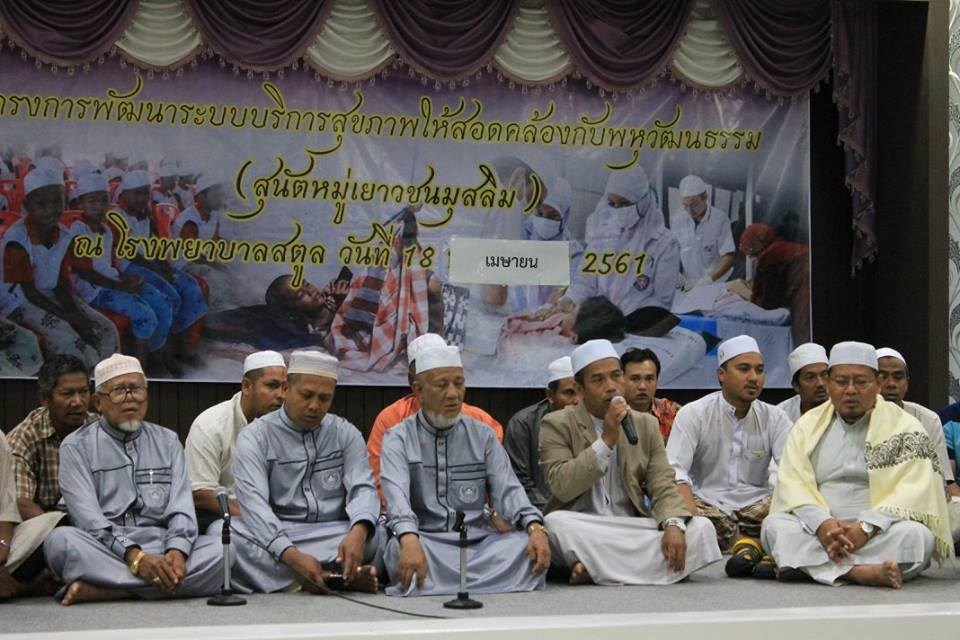 โครงการพัฒนาระบบบริการสุขภาพให้สอดคล้องกับพหุวัฒนธรรม
(สุนัตหมู่เยาวชนมุสลิม)
ณ โรงพยาบาลสตูล วันที่ 18 เมษายน 2561